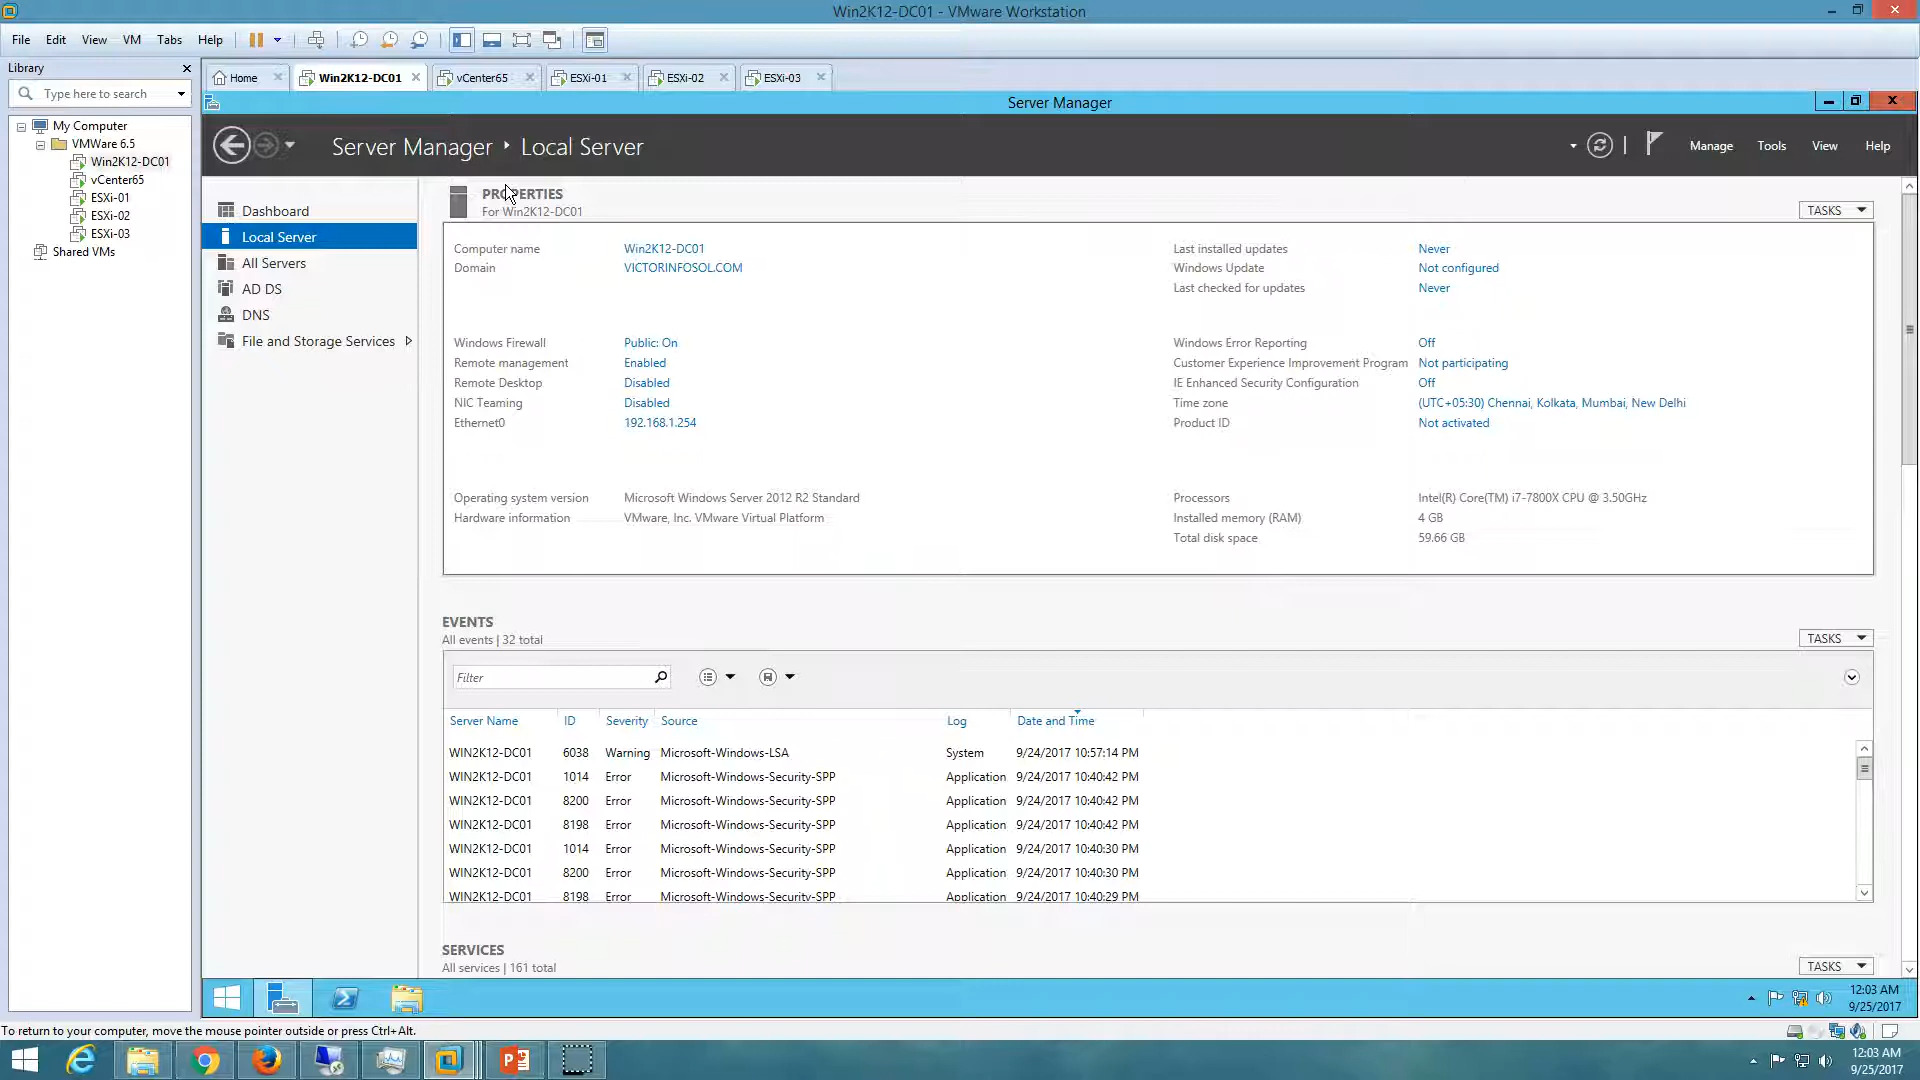 Win2K12-DC01 - VMware Workstation
File Edit View VM Tabs Help
Library
Type here to search
My Computer
VMWare 6.5
Win2K12-DC01
vCenter65
ESXi-01
ESXi-02
ESXi-03
Shared VMs
Home Win2K12-DC01 vCenter65 ESXi-01 ESXi-02 ESXi-03
Server Manager
Server Manager Local Server
Manage Tools View Help
Dashboard
Local Server
All Servers
AD DS
DNS
File and Storage Services
PROPERTIES
For Win2K12-DC01
TASKS
Computer name Win2K12-DC01 Last installed updates Never
Domain VICTORINFOSOL.COM Windows Update Not configured
Last checked for updates Never
Windows Firewall Public: On Windows Error Reporting Off
Remote management Enabled Customer Experience Improvement Program Not participating
Remote Desktop Disabled IE Enhanced Security Configuration Off
NIC Teaming Disabled Time zone (UTC+05:30) Chennai, Kolkata, Mumbai, New Delhi
Ethernet0 192.168.1.254 Product ID Not activated
Operating system version Microsoft Windows Server 2012 R2 Standard Processors Intel(R) Core(TM) i7-7800X CPU @ 3.50GHz
Hardware information VMware, Inc. VMware Virtual Platform Installed memory (RAM) 4 GB
Total disk space 59.66 GB
EVENTS
All events | 32 total
TASKS
Filter
Server Name ID Severity Source Log Date and Time
WIN2K12-DC01 6038 Warning Microsoft-Windows-LSA System 9/24/2017 10:57:14 PM
WIN2K12-DC01 1014 Error Microsoft-Windows-Security-SPP Application 9/24/2017 10:40:42 PM
WIN2K12-DC01 8200 Error Microsoft-Windows-Security-SPP Application 9/24/2017 10:40:42 PM
WIN2K12-DC01 8198 Error Microsoft-Windows-Security-SPP Application 9/24/2017 10:40:42 PM
WIN2K12-DC01 1014 Error Microsoft-Windows-Security-SPP Application 9/24/2017 10:40:30 PM
WIN2K12-DC01 8200 Error Microsoft-Windows-Security-SPP Application 9/24/2017 10:40:30 PM
WIN2K12-DC01 8198 Error Microsoft-Windows-Security-SPP Application 9/24/2017 10:40:29 PM
SERVICES
All services | 161 total
TASKS
12:03 AM
9/25/2017
To return to your computer, move the mouse pointer outside or press Ctrl+Alt.
12:03 AM
9/25/2017